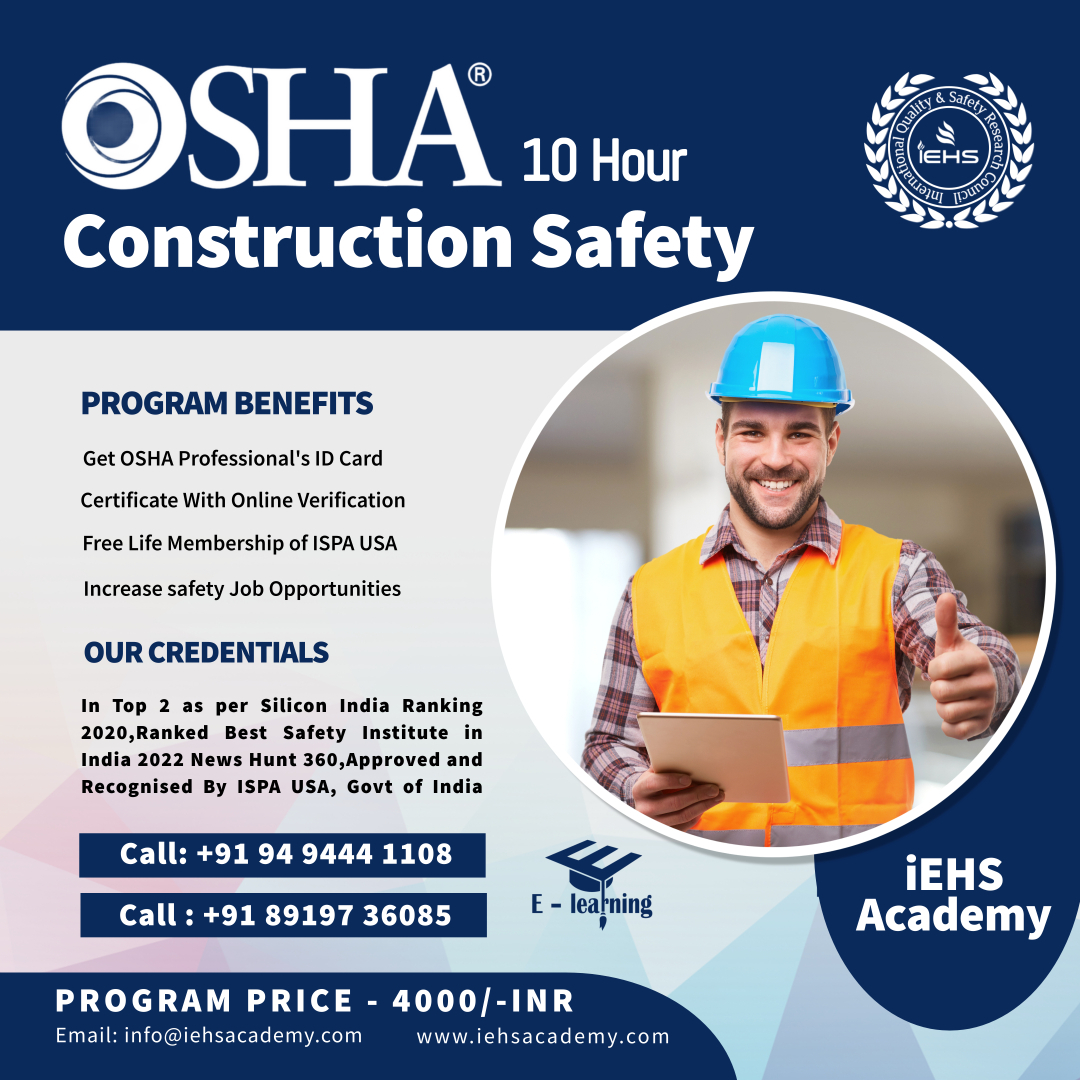 OSHA®
10 Hour
Construction Safety
International Quality & Safety Research Council
iEHS
PROGRAM BENEFITS
Get OSHA Professional's ID Card
Certificate With Online Verification
Free Life Membership of ISPA USA
Increase safety Job Opportunities
OUR CREDENTIALS
In Top 2 as per Silicon India Ranking
2020,Ranked Best Safety Institute in
India 2022 News Hunt 360,Approved and
Recognised By ISPA USA, Govt of India
Call: +91 94 9444 1108
Call : +91 89197 36085
E - learning
iEHS
Academy
PROGRAM PRICE - 4000/-INR
Email: info@iehsacademy.com
www.iehsacademy.com